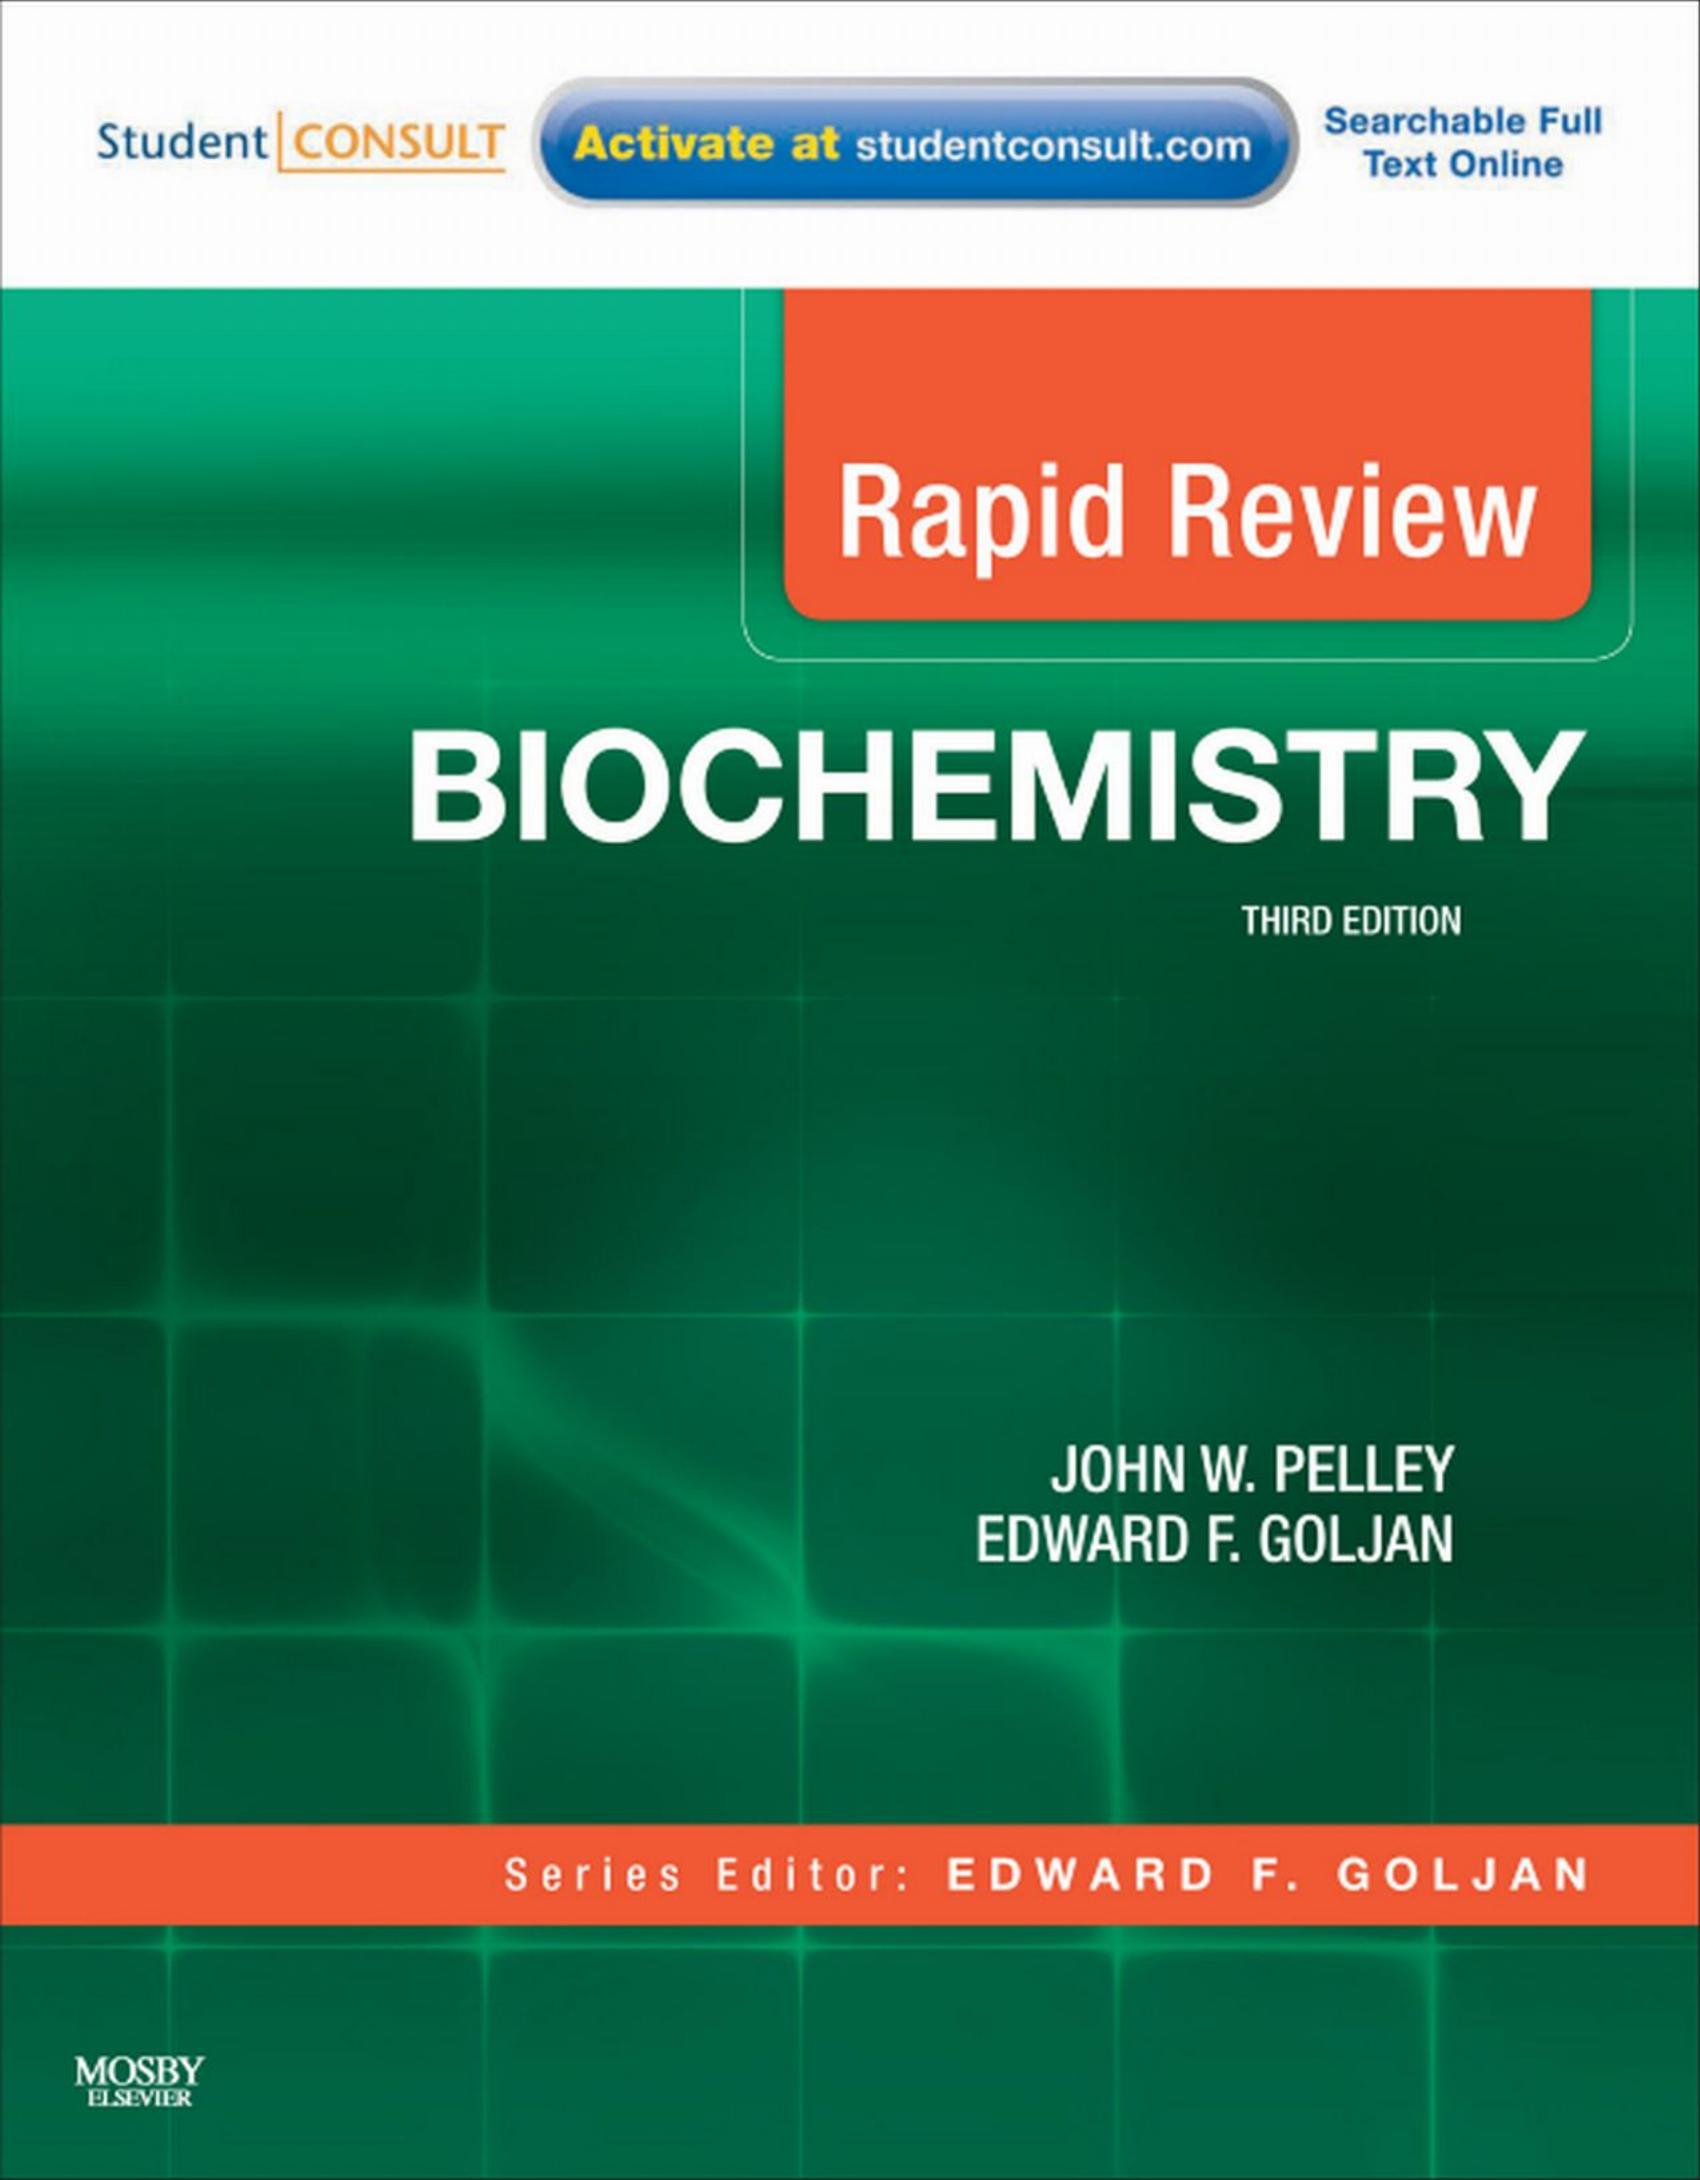 Student CONSULT
Activate at studentconsult.com
Searchable Full
Text Online
Rapid Review
BIOCHEMISTRY
THIRD EDITION
JOHN W. PELLEY
EDWARD F. GOLJAN
Series Editor: EDWARD F. GOLJAN
MOSBY
ELSEVIER